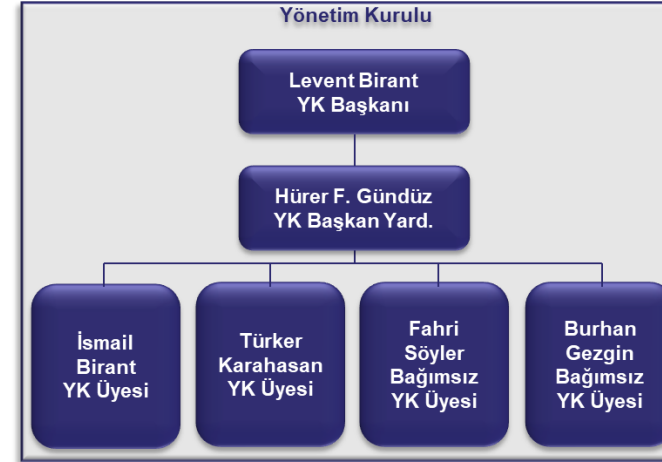 Yönetim Kurulu
Levent Birant
YK Başkanı
Hürer F. Gündüz
YK Başkan Yard.
İsmail
Birant
YK Üyesi
Türker
Karahasan
YK Üyesi
Fahri
Söyler
Bağımsız
YK Üyesi
Burhan
Gezgin
Bağımsız
YK Üyesi